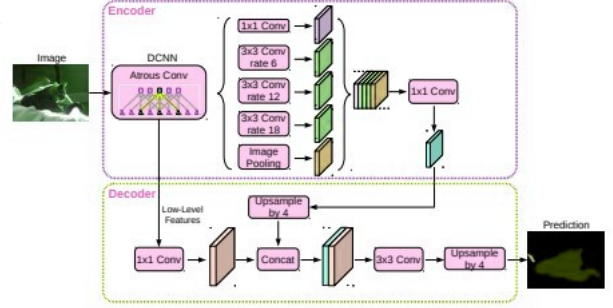 Encoder
Image
DCNN
Atrous Conv
1x1 Conv
3x3 Conv
rate 6
3x3 Conv
rate 12
3x3 Conv
rate 18
Image
Pooling
1x1 Conv
Decoder
Low-Level
Features
Upsample
by 4
1x1 Conv
Concat
3x3 Conv
Upsample
by 4
Prediction